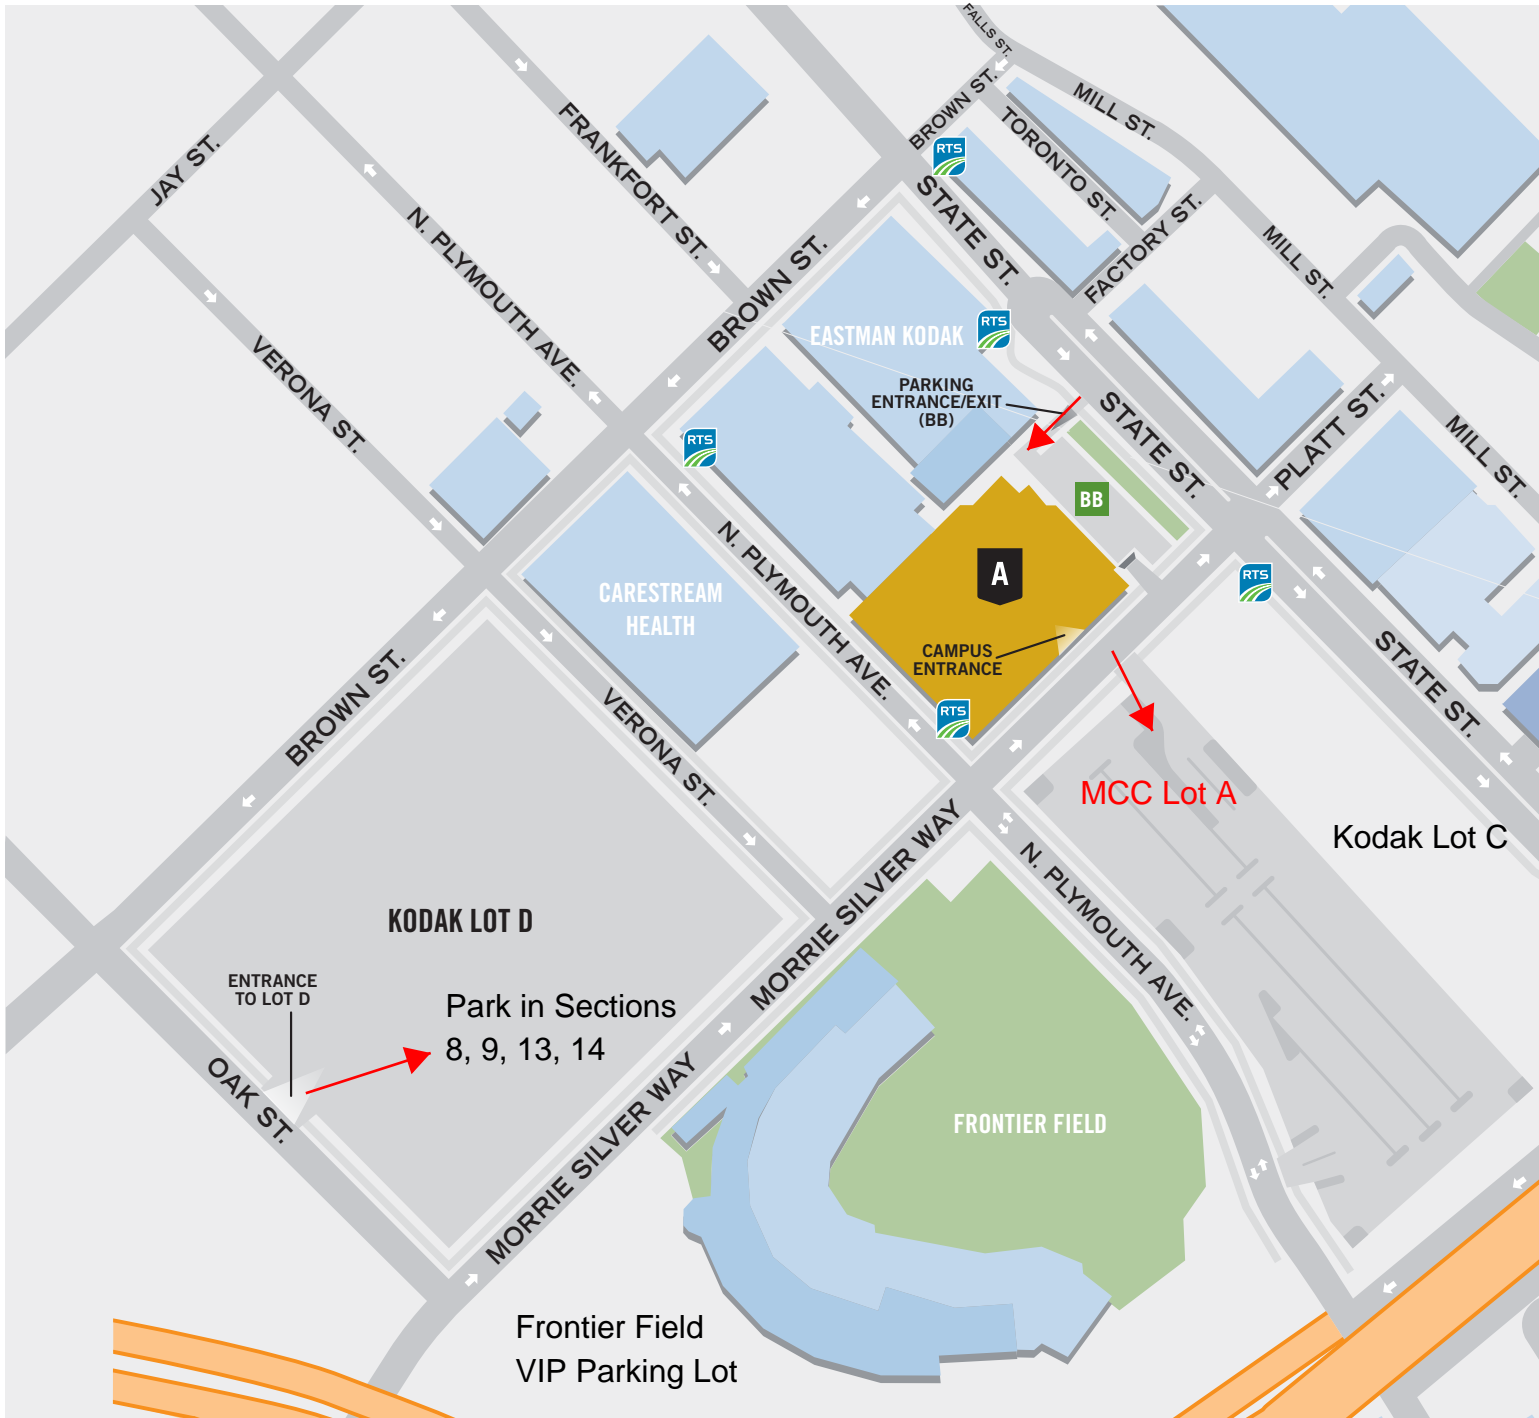 FALLS ST.
BROWN ST.
MILL ST.
TORONTO ST.
FRANKFORT ST.
JAY ST.
RTS
STATE ST.
FACTORY ST.
MILL ST.
N. PLYMOUTH AVE.
BROWN ST.
VERONA ST.
EASTMAN KODAK
RTS
PARKING
ENTRANCE/EXIT
(BB)
STATE ST.
PLATT ST.
MILL ST.
RTS
BB
N. PLYMOUTH AVE.
A
CARESTREAM
HEALTH
RTS
CAMPUS
ENTRANCE
STATE ST.
BROWN ST.
VERONA ST.
RTS
MCC Lot A
Kodak Lot C
KODAK LOT D
MORRIE SILVER WAY
N. PLYMOUTH AVE.
ENTRANCE
TO LOT D
Park in Sections
8, 9, 13, 14
OAK ST.
MORRIE SILVER WAY
FRONTIER FIELD
Frontier Field
VIP Parking Lot